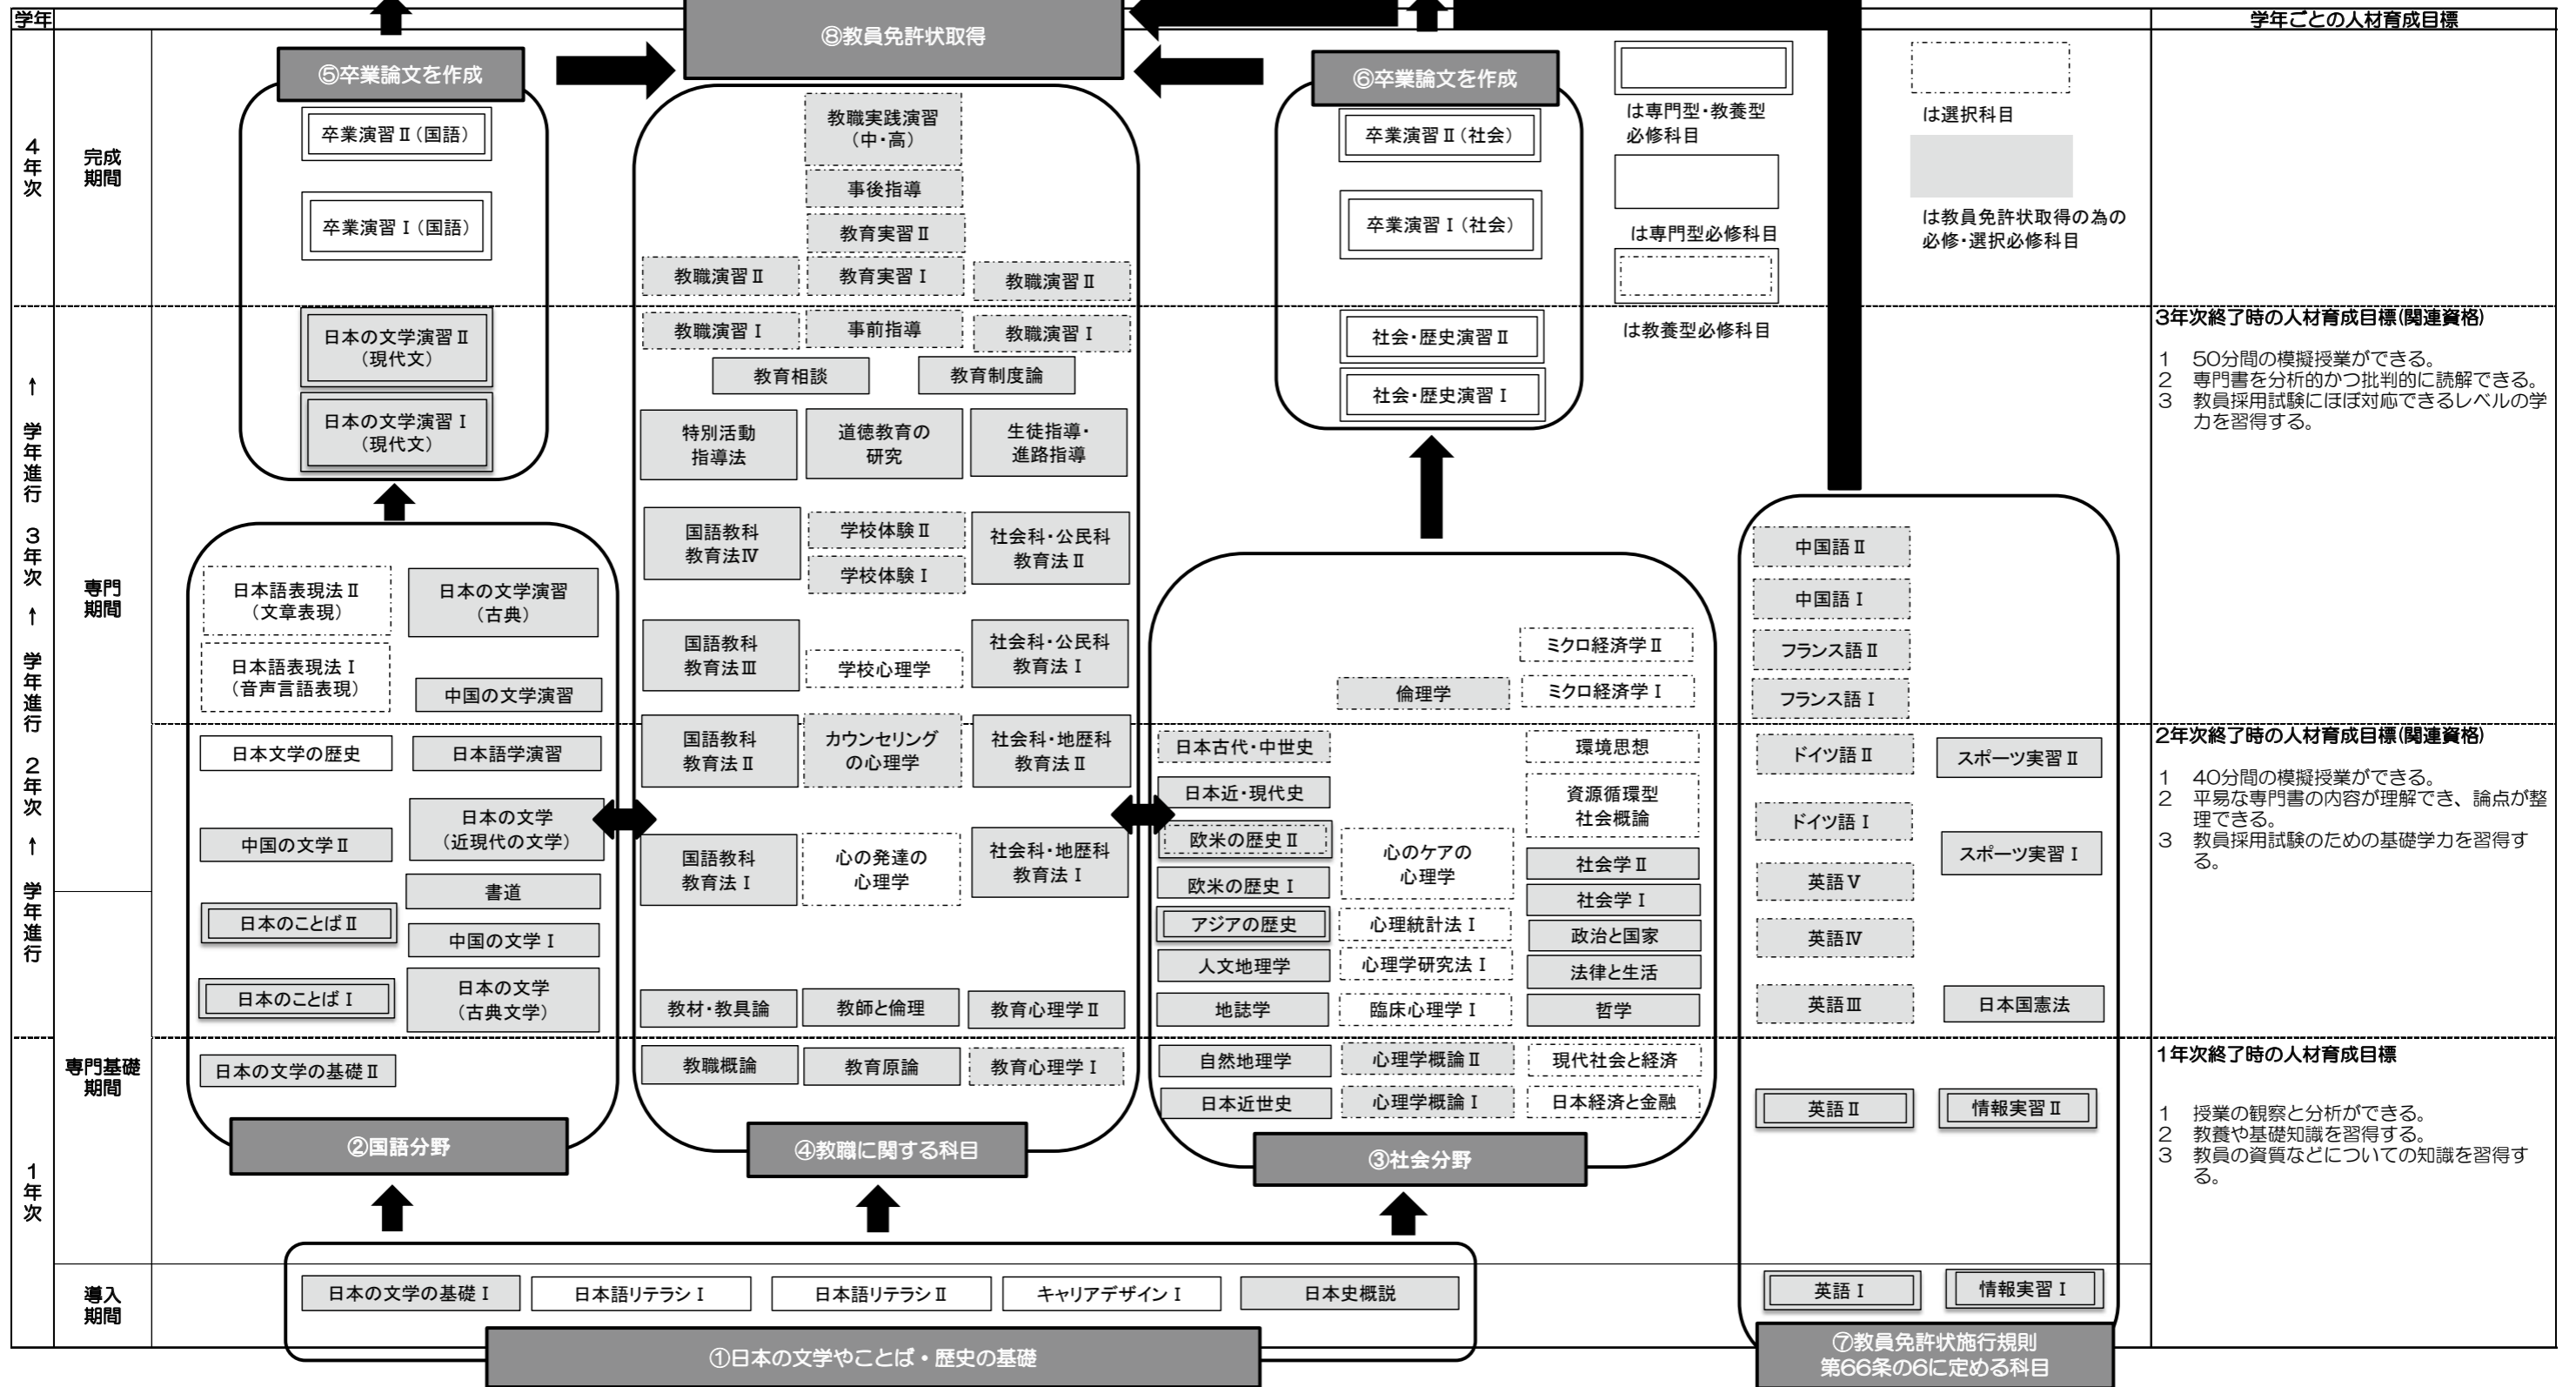 学年
学年ごとの人材育成目標
⑧教員免許状取得
⑤卒業論文を作成
⑥卒業論文を作成
4年次
完成
期間
卒業演習Ⅱ(国語)
卒業演習Ⅰ(国語)
教職実践演習
(中・高)
事後指導
教育実習Ⅱ
教職演習Ⅱ
教育実習Ⅰ
教職演習Ⅱ
卒業演習Ⅱ(社会)
卒業演習Ⅰ(社会)
は専門型・教養型
必修科目
は専門型必修科目
は教養型必修科目
は選択科目
は教員免許状取得の為の
必修・選択必修科目
↑ 学年進行 3年次 ↑ 学年進行 2年次 ↑ 学年進行
専門
期間
日本の文学演習Ⅱ
(現代文)
日本の文学演習Ⅰ
(現代文)
教職演習Ⅰ
事前指導
教職演習Ⅰ
教育相談
教育制度論
特別活動
指導法
道徳教育の
研究
生徒指導・
進路指導
国語教科
教育法Ⅳ
学校体験Ⅱ
学校体験Ⅰ
社会科・公民科
教育法Ⅱ
国語教科
教育法Ⅲ
学校心理学
社会科・公民科
教育法Ⅰ
社会・歴史演習Ⅱ
社会・歴史演習Ⅰ
3年次終了時の人材育成目標(関連資格)
1 50分間の模擬授業ができる。
2 専門書を分析的かつ批判的に読解できる。
3 教員採用試験にほぼ対応できるレベルの学
力を習得する。
日本語表現法Ⅱ
(文章表現)
日本の文学演習
(古典)
日本語表現法Ⅰ
(音声言語表現)
中国の文学演習
ミクロ経済学Ⅱ
倫理学
ミクロ経済学Ⅰ
中国語Ⅱ
中国語Ⅰ
フランス語Ⅱ
フランス語Ⅰ
日本文学の歴史
日本語学演習
中国の文学Ⅱ
日本の文学
(近現代の文学)
書道
日本のことばⅡ
中国の文学Ⅰ
日本のことばⅠ
日本の文学
(古典文学)
国語教科
教育法Ⅱ
カウンセリング
の心理学
社会科・地歴科
教育法Ⅱ
国語教科
教育法Ⅰ
心の発達の
心理学
社会科・地歴科
教育法Ⅰ
教材・教具論
教師と倫理
教育心理学Ⅱ
日本古代・中世史
日本近・現代史
欧米の歴史Ⅱ
欧米の歴史Ⅰ
アジアの歴史
人文地理学
地誌学
心のケアの
心理学
心理統計法Ⅰ
心理学研究法Ⅰ
臨床心理学Ⅰ
環境思想
資源循環型
社会概論
社会学Ⅱ
社会学Ⅰ
政治と国家
法律と生活
哲学
ドイツ語Ⅱ
スポーツ実習Ⅱ
ドイツ語Ⅰ
スポーツ実習Ⅰ
英語Ⅴ
英語Ⅳ
英語Ⅲ
日本国憲法
2年次終了時の人材育成目標(関連資格)
1 40分間の模擬授業ができる。
2 平易な専門書の内容が理解でき、論点が整
理できる。
3 教員採用試験のための基礎学力を習得す
る。
1年次
専門基礎
期間
日本の文学の基礎Ⅱ
教職概論
教育原論
教育心理学Ⅰ
自然地理学
心理学概論Ⅱ
現代社会と経済
日本近世史
心理学概論Ⅰ
日本経済と金融
英語Ⅱ
情報実習Ⅱ
1年次終了時の人材育成目標
1 授業の観察と分析ができる。
2 教養や基礎知識を習得する。
3 教員の資質などについての知識を習得す
る。
②国語分野
④教職に関する科目
③社会分野
導入
期間
日本の文学の基礎Ⅰ
日本語リテラシⅠ
日本語リテラシⅡ
キャリアデザインⅠ
日本史概説
英語Ⅰ
情報実習Ⅰ
①日本の文学やことば・歴史の基礎
⑦教員免許状施行規則
第66条の6に定める科目